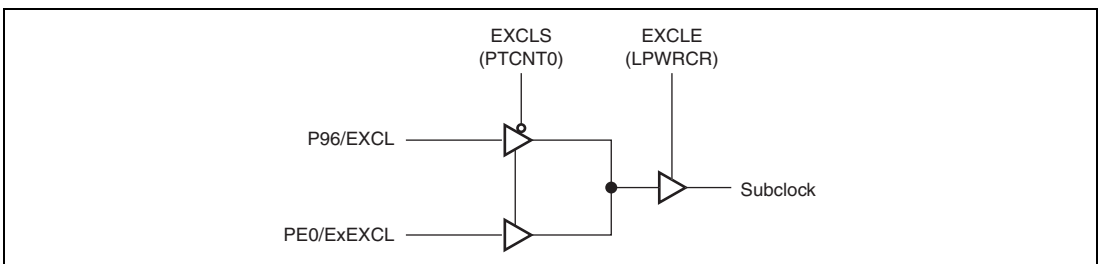 EXCLS
(PTCNT0)
EXCLE
(LPWRCR)
P96/EXCL
Subclock
PE0/ExEXCL